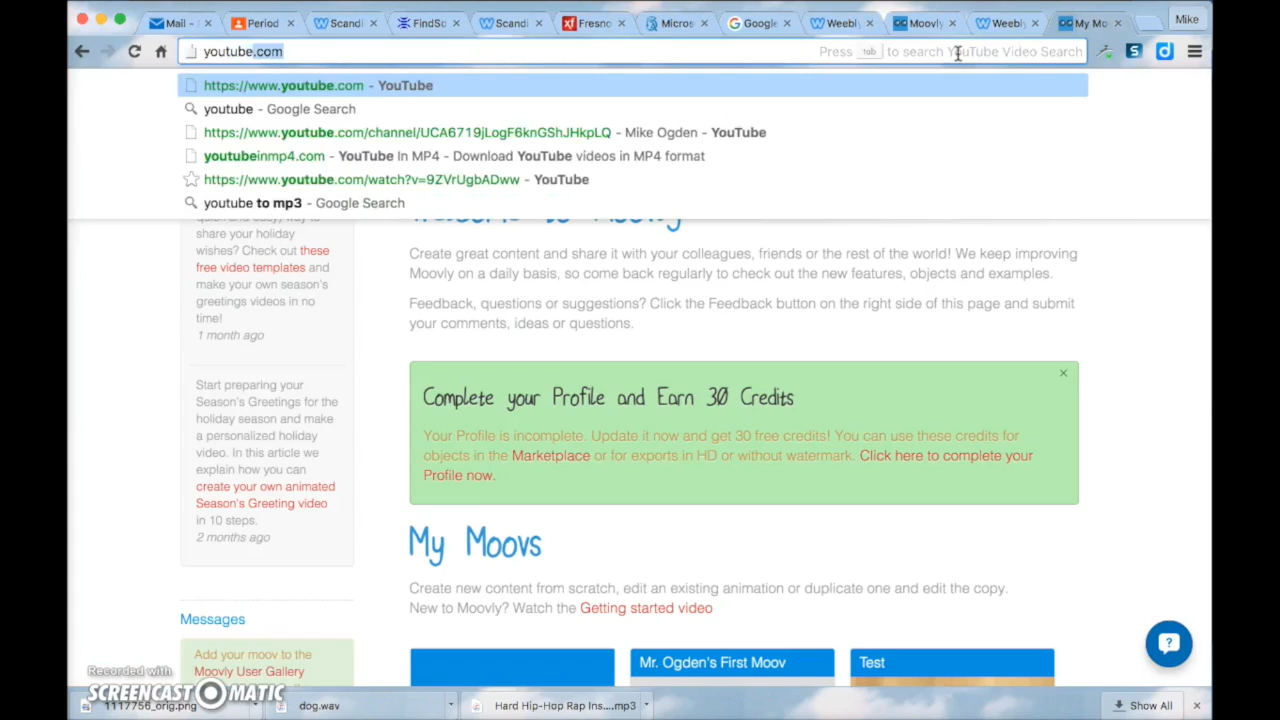 Mail -
Period
Scandi
FindSo
Scandi
Fresno
Micros
Google
Weebly
Moovly
Weebly
My Mo
Mike
youtube.com
Press tab to search YouTube Video Search
https://www.youtube.com - YouTube
youtube - Google Search
https://www.youtube.com/channel/UCA6719jLogF6knGShJHkpLQ - Mike Ogden - YouTube
youtubeinmp4.com - YouTube In MP4 - Download YouTube videos in MP4 format
https://www.youtube.com/watch?v=9ZVrUgbADww - YouTube
youtube to mp3 - Google Search
share your holiday
wishes? Check out these
free video templates and
make your own season's
greetings videos in no
time!
1 month ago
Start preparing your
Season's Greetings for the
holiday season and make
a personalized holiday
video. In this article we
explain how you can
create your own animated
Season's Greeting video
in 10 steps.
2 months ago
Messages
Add your moov to the
Moovly User Gallery
Create great content and share it with your colleagues, friends or the rest of the world! We keep improving
Moovly on a daily basis, so come back regularly to check out the new features, objects and examples.
Feedback, questions or suggestions? Click the Feedback button on the right side of this page and submit
your comments, ideas or questions.
Complete your Profile and Earn 30 Credits
Your Profile is incomplete. Update it now and get 30 free credits! You can use these credits for
objects in the Marketplace or for exports in HD or without watermark. Click here to complete your
Profile now.
My Moovs
Create new content from scratch, edit an existing animation or duplicate one and edit the copy.
New to Moovly? Watch the Getting started video
Mr. Ogden's First Moov
Test
Recorded with
SCREENCAST MATIC
1117756_orig.png
dog.wav
Hard Hip-Hop Rap Ins....mp3
Show All